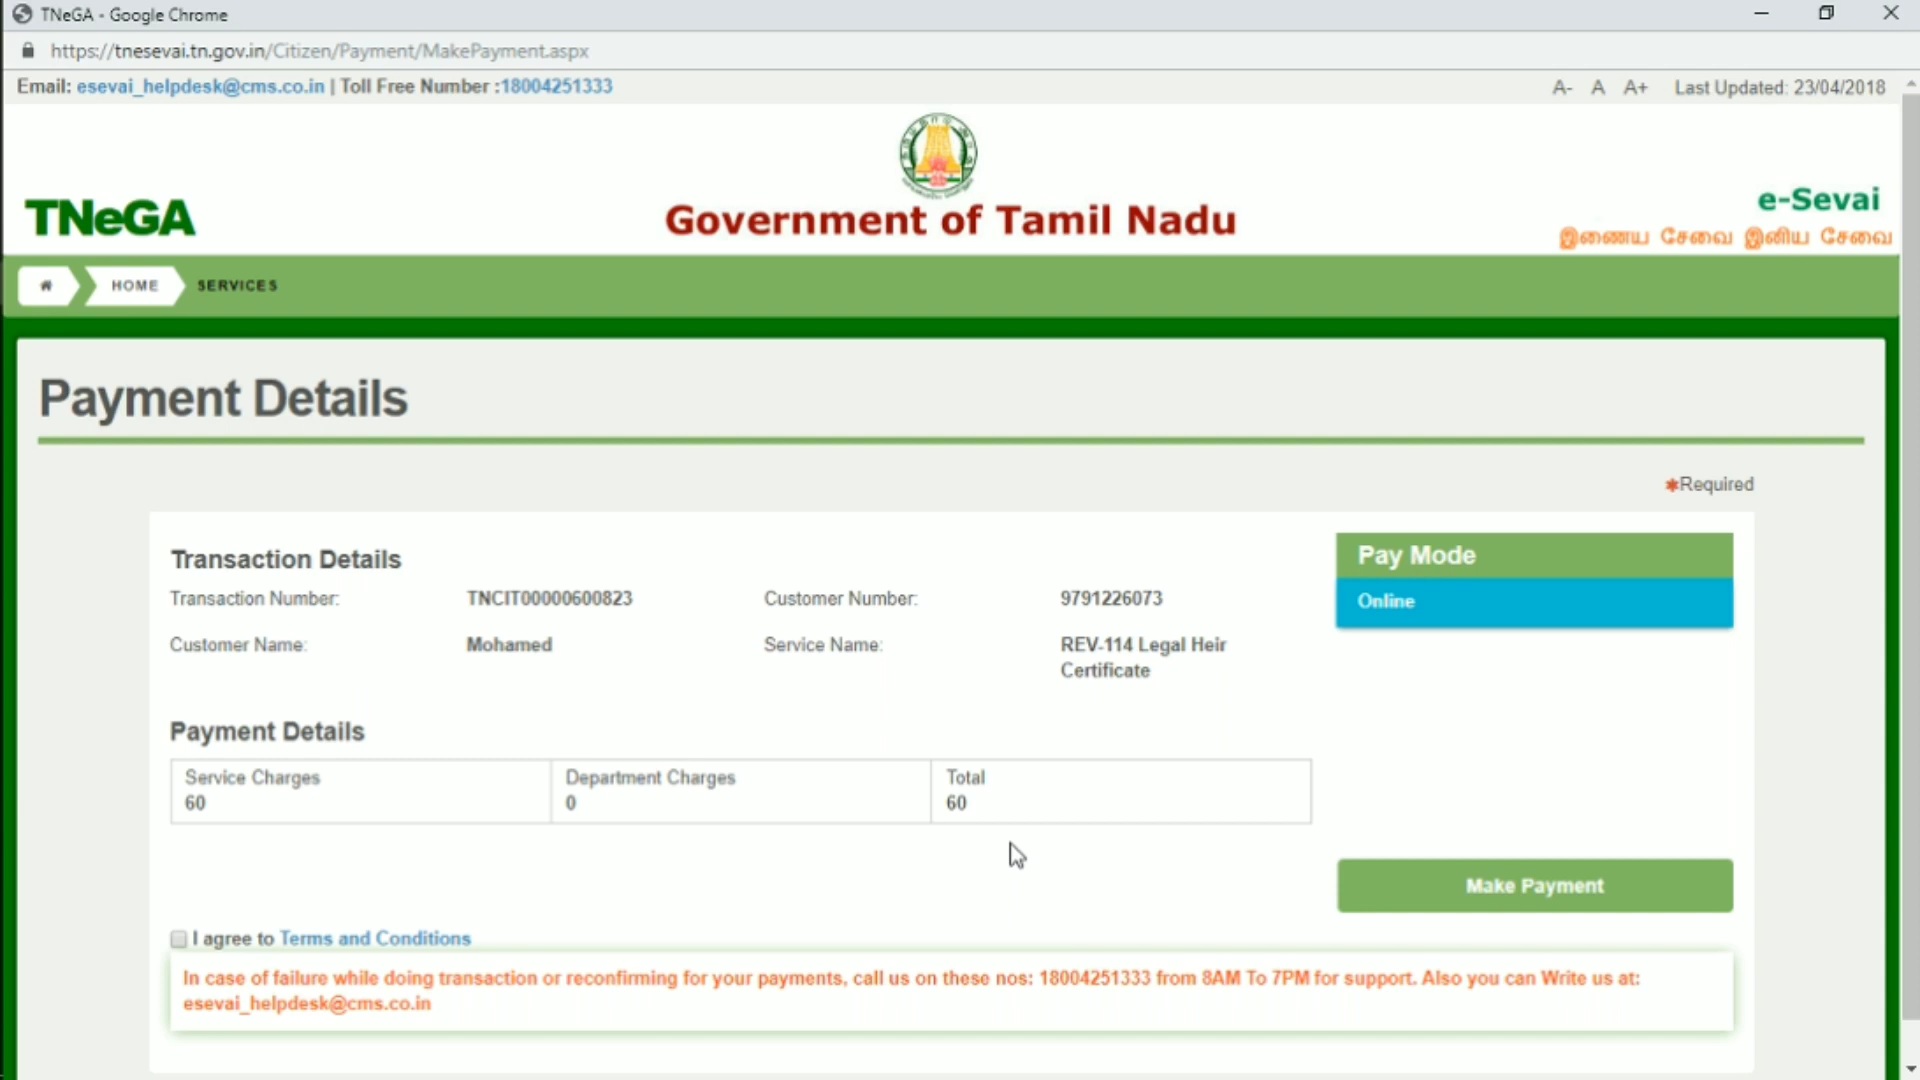 TNeGA - Google Chrome
https://tnesevai.tn.gov.in/Citizen/Payment/MakePayment.aspx
Email: esevai_helpdesk@cms.co.in | Toll Free Number :18004251333
A- A A+ Last Updated: 23/04/2018
TNeGA
Government of Tamil Nadu
e-Sevai
இணைய சேவை இனிய சேவை
HOME SERVICES
Payment Details
*Required
Transaction Details
Transaction Number: TNCIT00000600823 Customer Number: 9791226073
Customer Name: Mohamed Service Name: REV-114 Legal Heir
Certificate
Pay Mode
Online
Payment Details
Service Charges Department Charges Total
60 0 60
Make Payment
I agree to Terms and Conditions
In case of failure while doing transaction or reconfirming for your payments, call us on these nos: 18004251333 from 8AM To 7PM for support. Also you can Write us at:
esevai_helpdesk@cms.co.in